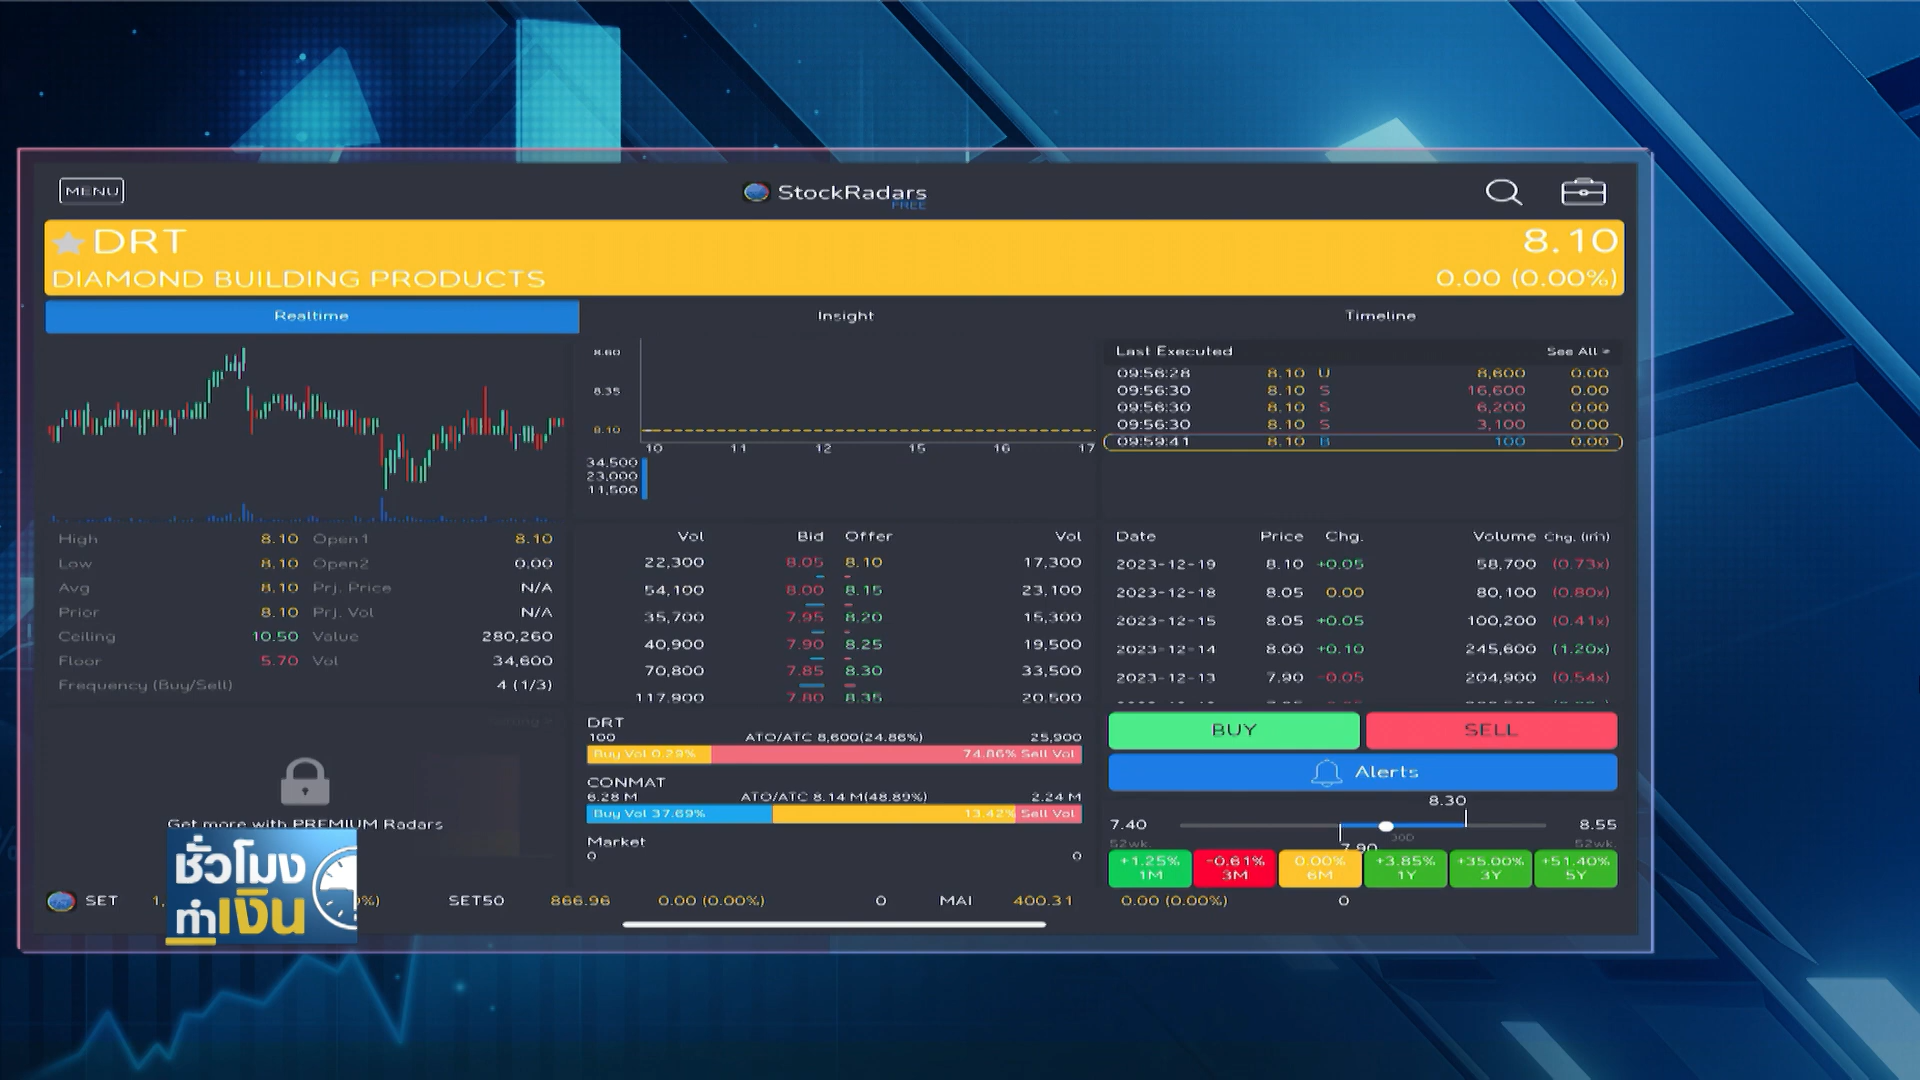 MENU
StockRadars
FREE
DRT
8.10
DIAMOND BUILDING PRODUCTS
0.00 (0.00%)
Realtime
Insight
Timeline
8.60
8.35
8.10
10 11 12 15 16 17
34,500
23,000
11,500
Last Executed See All >
09:56:28 8.10 U 8,600 0.00
09:56:30 8.10 S 16,600 0.00
09:56:30 8.10 S 6,200 0.00
09:56:30 8.10 S 3,100 0.00
09:59:41 8.10 B 100 0.00
High 8.10 Open1 8.10
Low 8.10 Open2 0.00
Avg 8.10 Prj. Price N/A
Prior 8.10 Prj. Vol N/A
Ceiling 10.50 Value 280,260
Floor 5.70 Vol 34,600
Frequency (Buy/Sell) 4 (1/3)
Vol Bid Offer Vol
22,300 8.05 8.10 17,300
54,100 8.00 8.15 23,100
35,700 7.95 8.20 15,300
40,900 7.90 8.25 19,500
70,800 7.85 8.30 33,500
117,900 7.80 8.35 20,500
Date Price Chg. Volume Chg. (เท่า)
2023-12-19 8.10 +0.05 58,700 (0.73x)
2023-12-18 8.05 0.00 80,100 (0.80x)
2023-12-15 8.05 +0.05 100,200 (0.41x)
2023-12-14 8.00 +0.10 245,600 (1.20x)
2023-12-13 7.90 -0.05 204,900 (0.54x)
Get more with PREMIUM Radars
DRT
100 ATO/ATC 8,600(24.86%) 25,900
Buy Vol 0.29% 74.86% Sell Vol
CONMAT
6.28 M ATO/ATC 8.14 M(48.89%) 2.24 M
Buy Vol 37.69% 13.42% Sell Vol
Market
0 0
BUY SELL
Alerts
8.30
7.40 8.55
52wk. 30D 52wk.
7.90
+1.25% -0.61% 0.00% +3.85% +35.00% +51.40%
1M 3M 6M 1Y 3Y 5Y
ชั่วโมง
ทำเงิน
SET 1, %) SET50 866.96 0.00 (0.00%) 0 MAI 400.31 0.00 (0.00%) 0